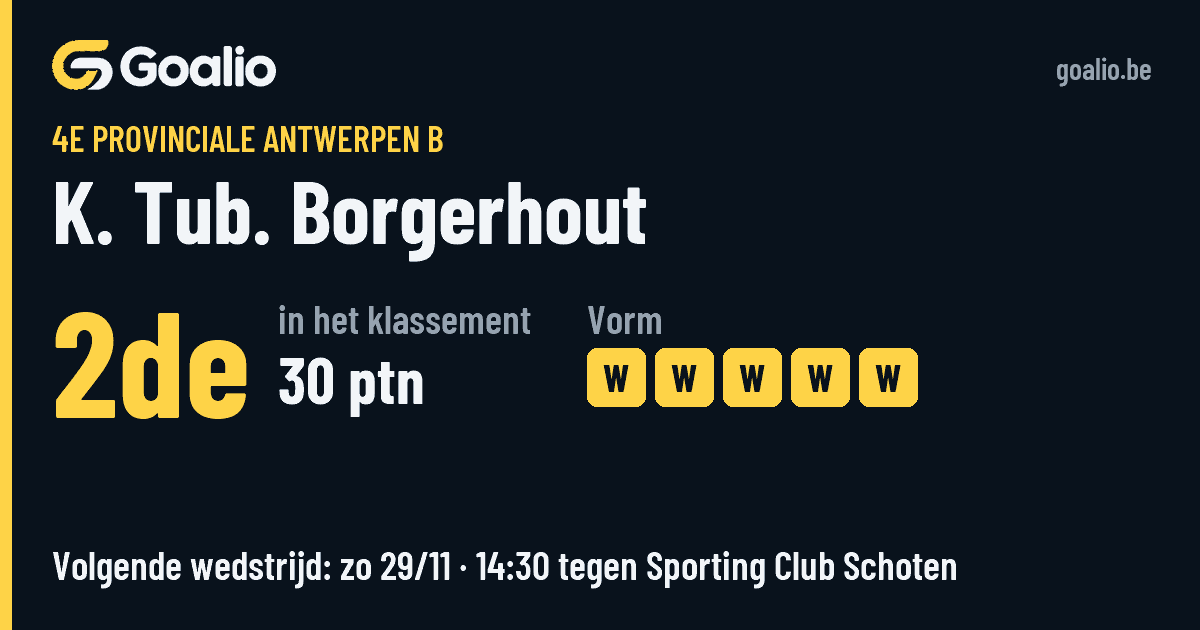 Goalio
goalio.be
4E PROVINCIALE ANTWERPEN B
K. Tub. Borgerhout
2de
in het klassement
30 ptn
Vorm
W W W W W
Volgende wedstrijd: zo 29/11 · 14:30 tegen Sporting Club Schoten